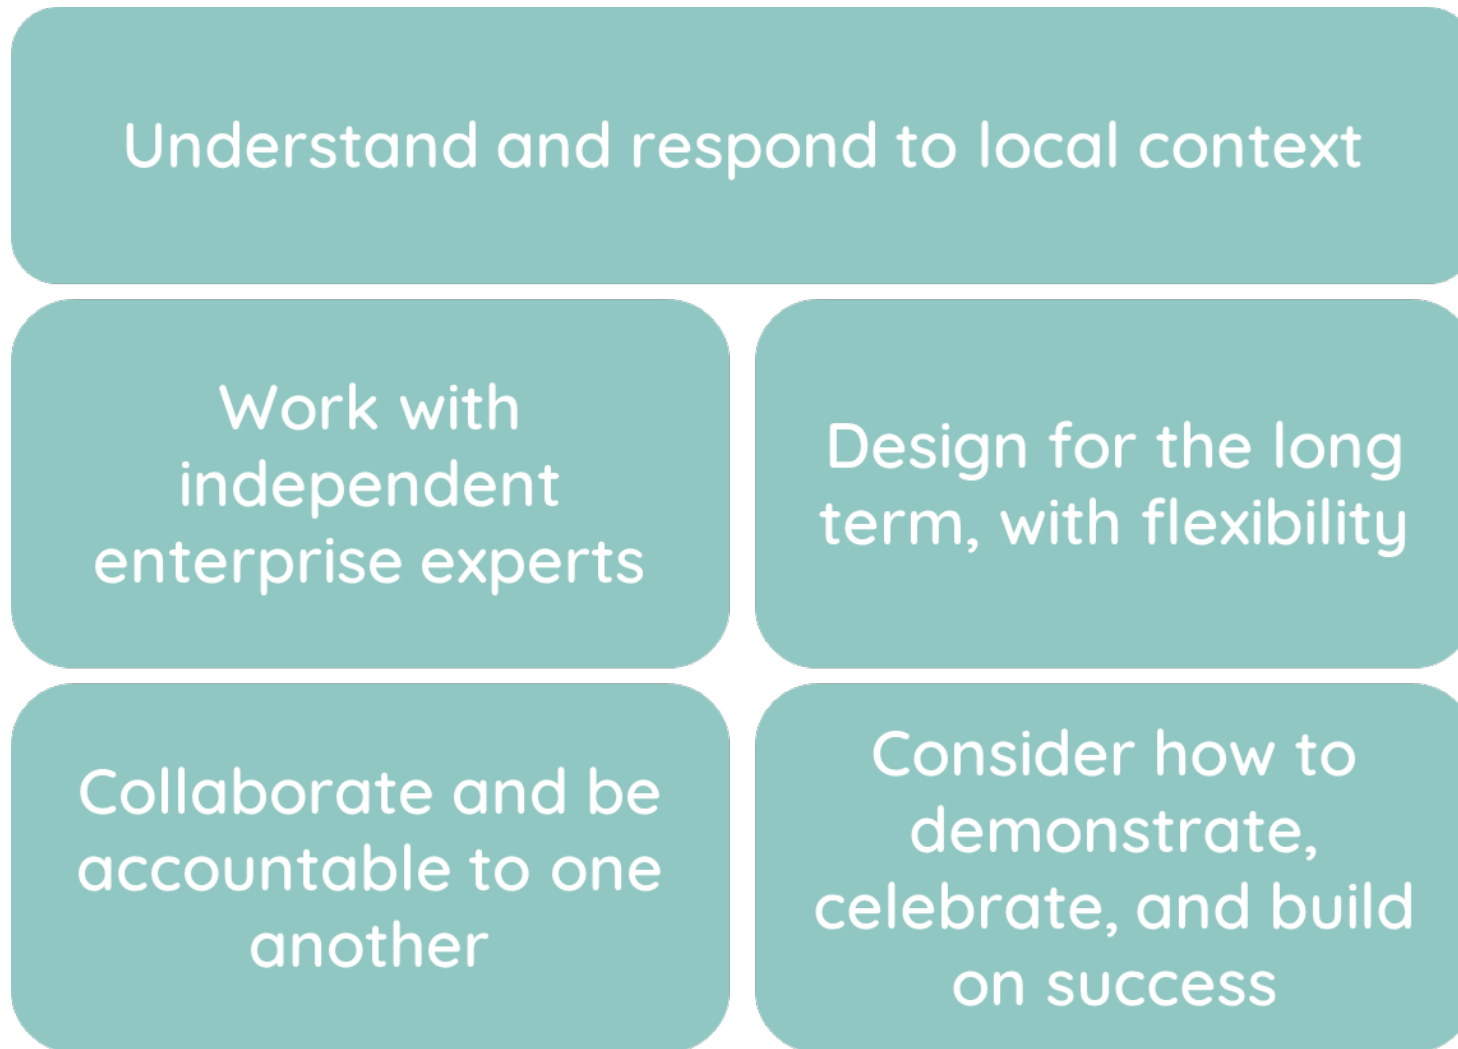 Understand and respond to local context
Work with
independent
enterprise experts
Design for the long
term, with flexibility
Collaborate and be
accountable to one
another
Consider how to
demonstrate,
celebrate, and build
on success